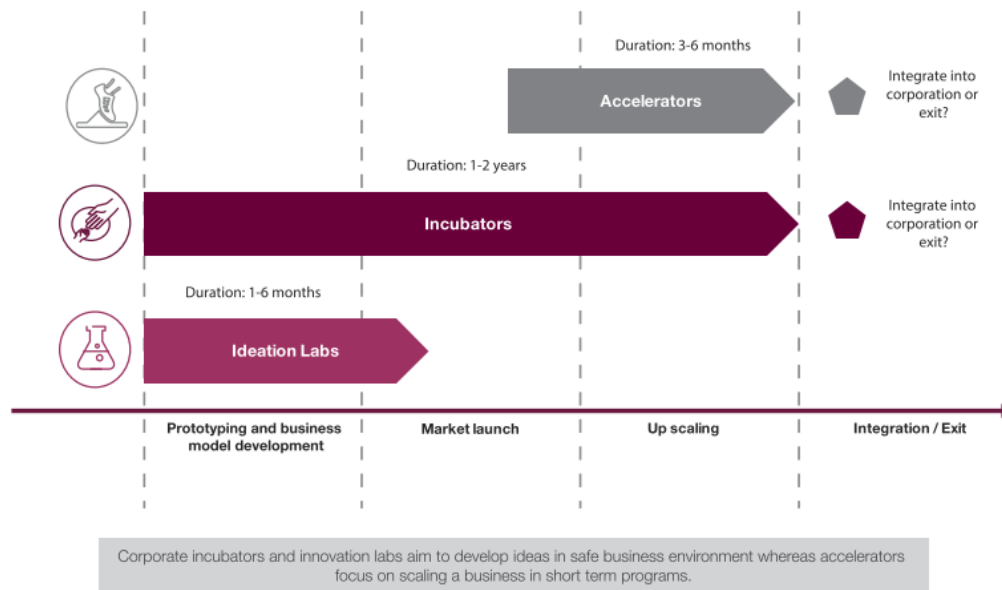 Duration: 3-6 months
Accelerators
Integrate into
corporation or
exit?
Duration: 1-2 years
Incubators
Integrate into
corporation or
exit?
Duration: 1-6 months
Ideation Labs
Prototyping and business
model development
Market launch
Up scaling
Integration / Exit
Corporate incubators and innovation labs aim to develop ideas in safe business environment whereas accelerators
focus on scaling a business in short term programs.